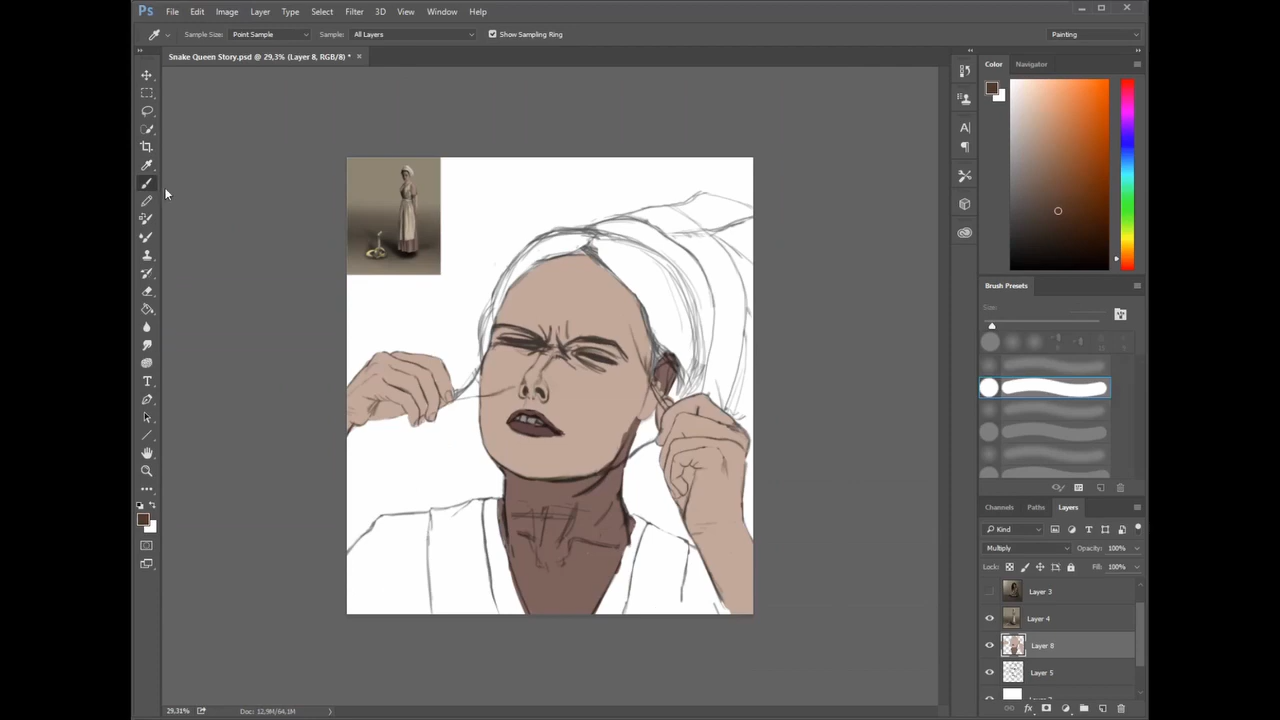 Ps File Edit Image Layer Type Select Filter 3D View Window Help
Sample Size: Point Sample Sample: All Layers Show Sampling Ring Painting
Snake Queen Story.psd @ 29,3% (Layer 8, RGB/8) * ×
Color Navigator
Brush Presets
Size:
Channels Paths Layers
Kind
Multiply Opacity: 100%
Lock: Fill: 100%
Layer 3
Layer 4
Layer 8
Layer 5
29,31% Doc: 12,9M/64,1M